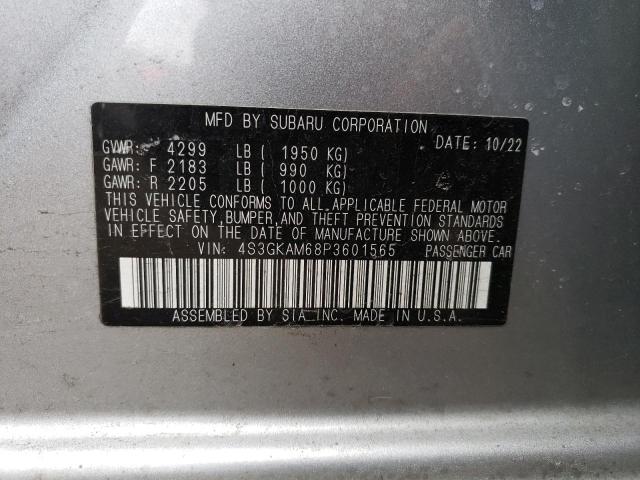 MFD BY SUBARU CORPORATION
GVWR: 4299 LB ( 1950 KG) DATE: 10/22
GAWR: F 2183 LB ( 990 KG)
GAWR: R 2205 LB ( 1000 KG)
THIS VEHICLE CONFORMS TO ALL APPLICABLE FEDERAL MOTOR
VEHICLE SAFETY, BUMPER, AND THEFT PREVENTION STANDARDS
IN EFFECT ON THE DATE OF MANUFACTURE SHOWN ABOVE.
VIN: 4S3GKAM68P3601565 PASSENGER CAR
ASSEMBLED BY SIA INC. MADE IN U.S.A.